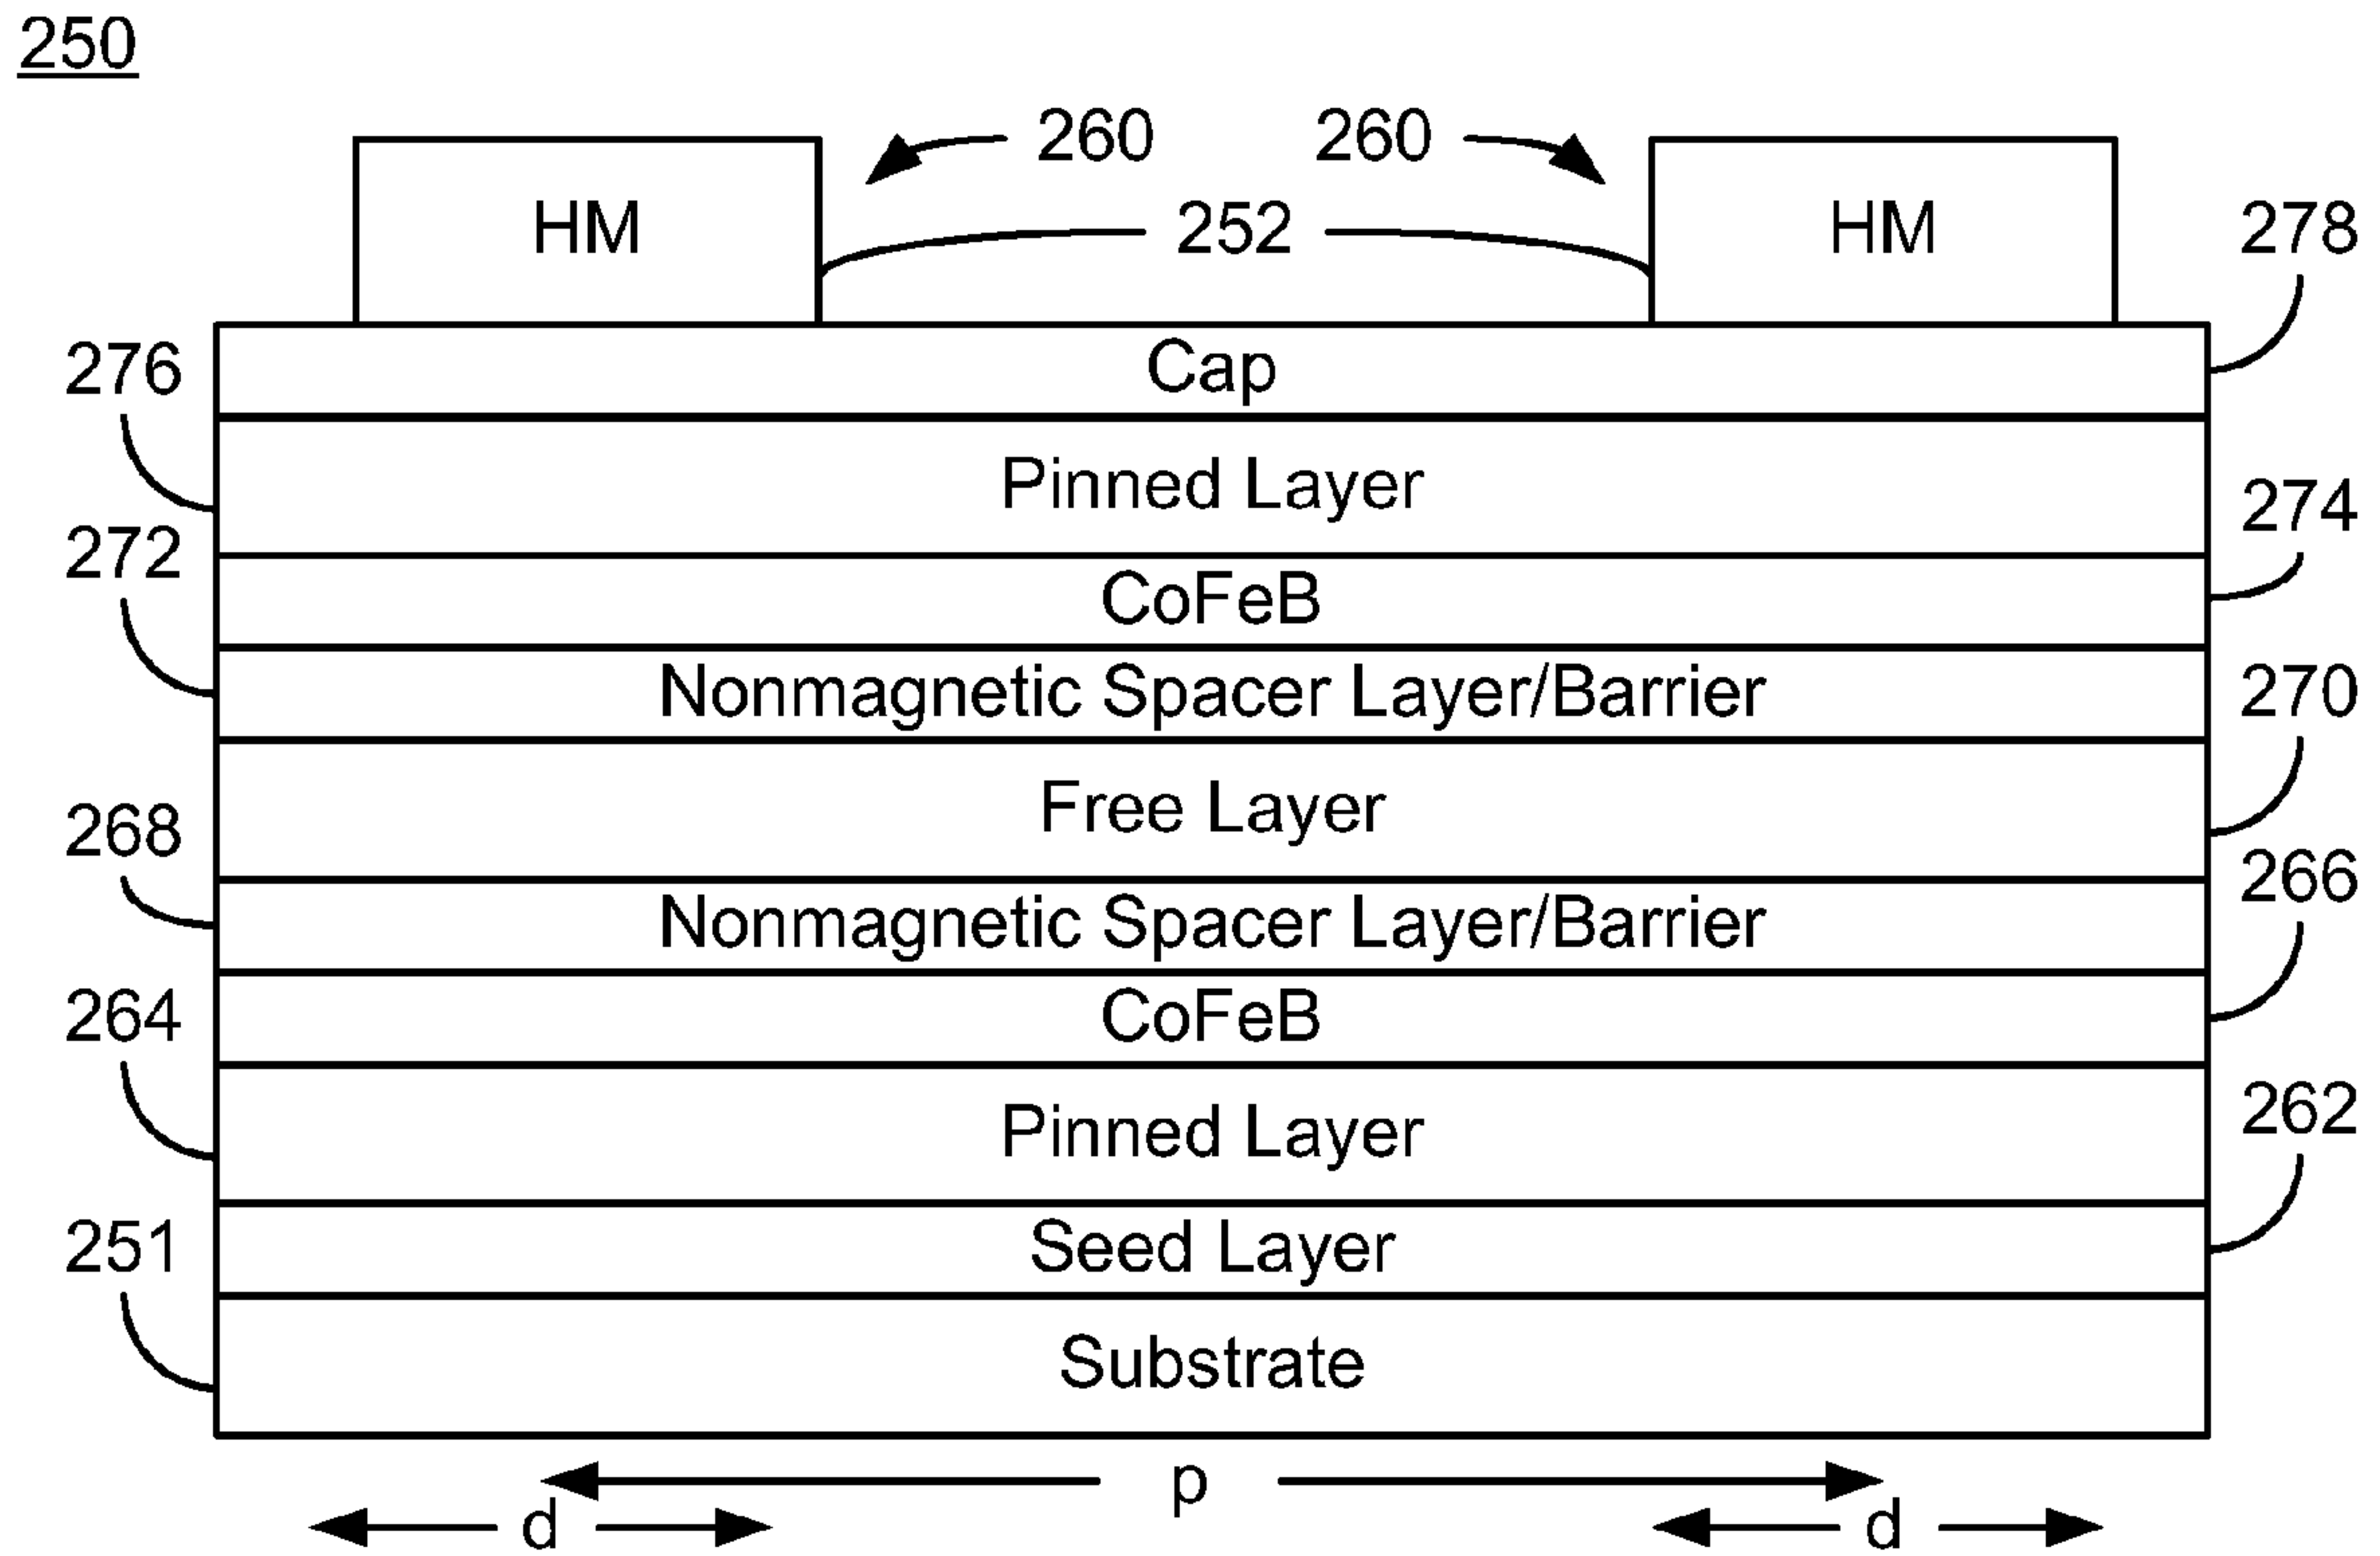 250
260 260
HM 252 HM 278
276 Cap
Pinned Layer 274
272 CoFeB
Nonmagnetic Spacer Layer/Barrier 270
Free Layer
268 266
Nonmagnetic Spacer Layer/Barrier
264 CoFeB
Pinned Layer 262
251 Seed Layer
Substrate
p
d d